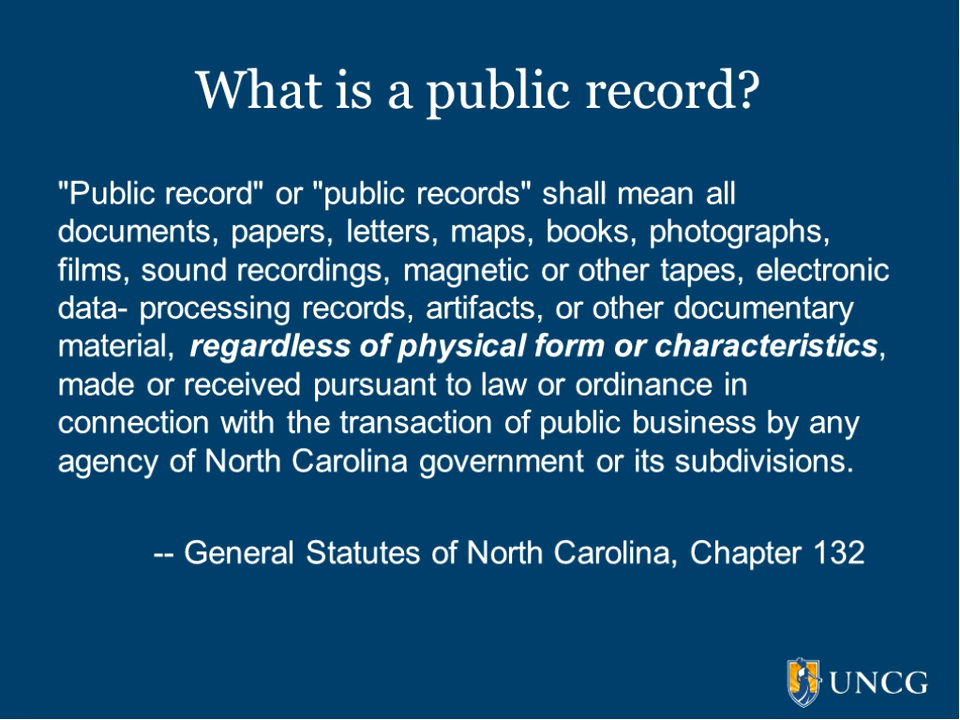 What is a public record?
"Public record" or "public records" shall mean all
documents, papers, letters, maps, books, photographs,
films, sound recordings, magnetic or other tapes, electronic
data- processing records, artifacts, or other documentary
material, regardless of physical form or characteristics,
made or received pursuant to law or ordinance in
connection with the transaction of public business by any
agency of North Carolina government or its subdivisions.
-- General Statutes of North Carolina, Chapter 132
UNCG